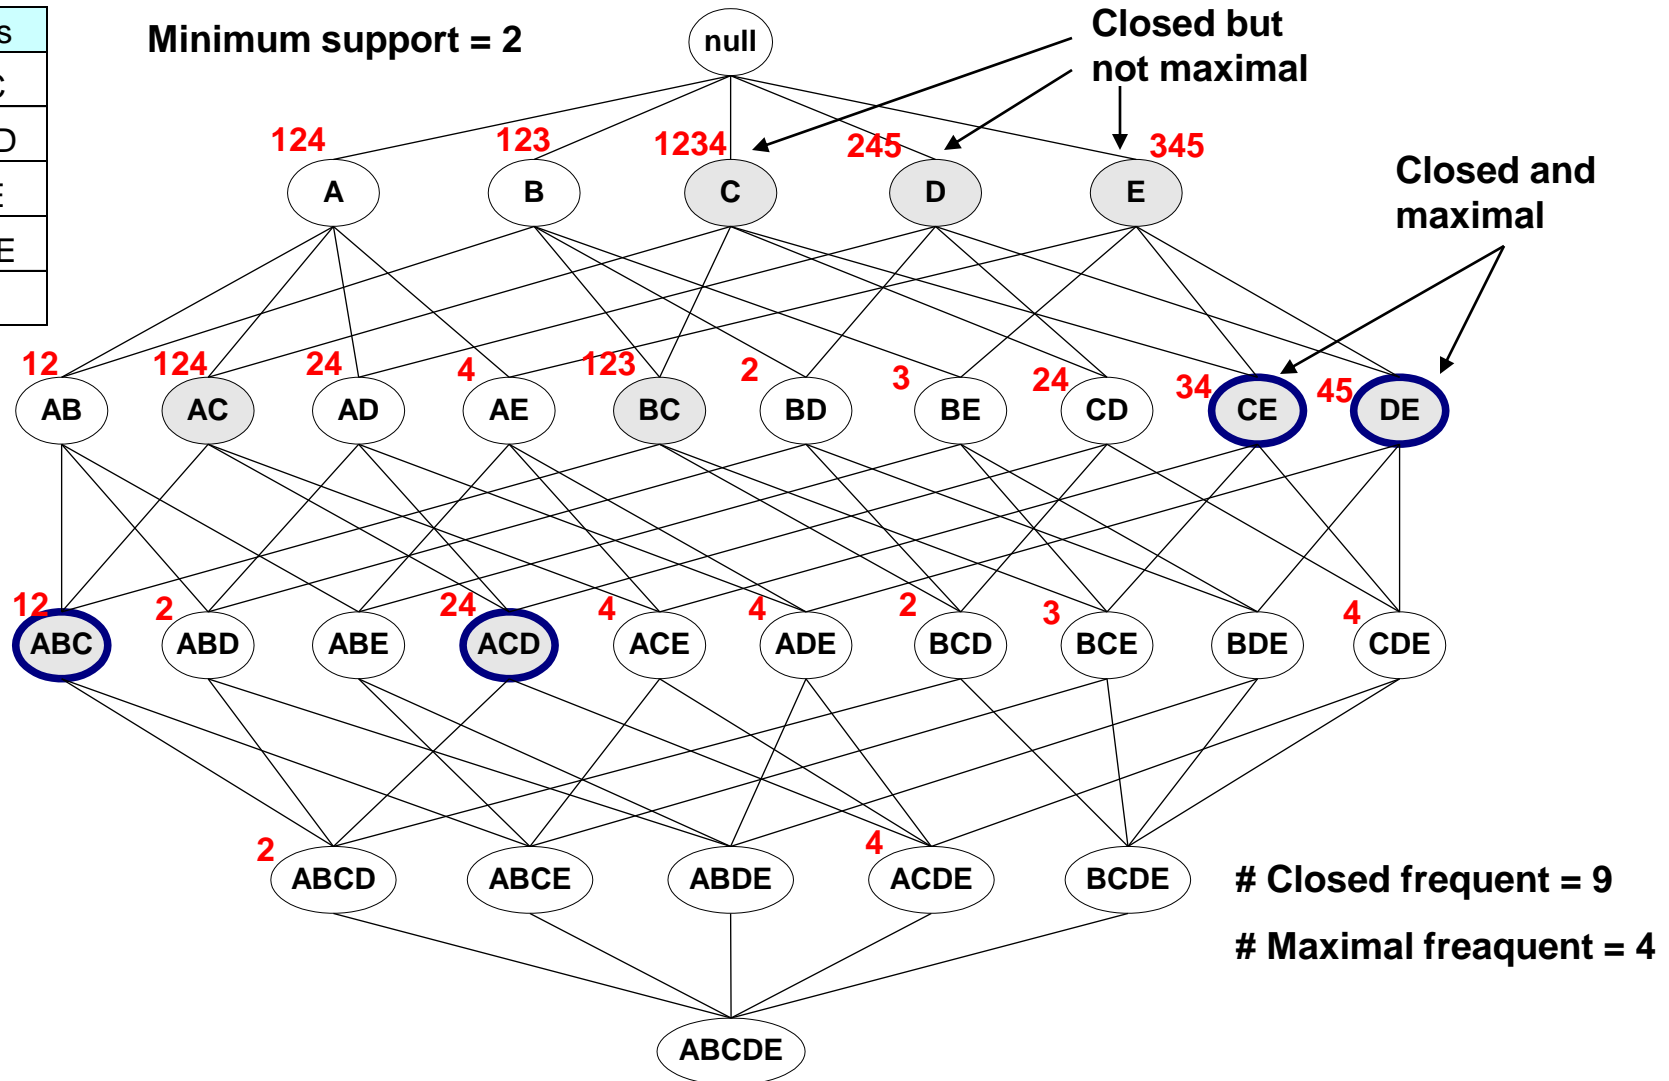 s
C
D
E
E
Minimum support = 2
null
Closed but
not maximal
124
123
1234
245
345
A
B
C
D
E
Closed and
maximal
12
124
24
4
123
2
3
24
34
45
AB
AC
AD
AE
BC
BD
BE
CD
CE
DE
12
2
24
4
4
2
3
4
ABC
ABD
ABE
ACD
ACE
ADE
BCD
BCE
BDE
CDE
2
4
ABCD
ABCE
ABDE
ACDE
BCDE
# Closed frequent = 9
# Maximal freaquent = 4
ABCDE